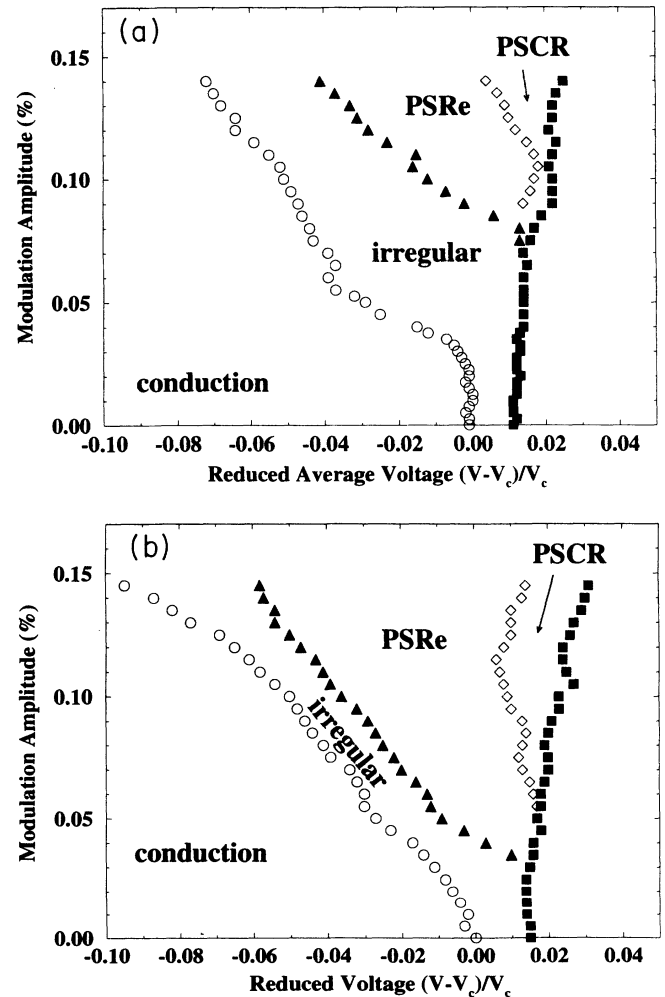 (a)
PSCR
PSRe
irregular
conduction
Modulation Amplitude (%)
0.15
0.10
0.05
0.00
-0.10 -0.08 -0.06 -0.04 -0.02 0.00 0.02 0.04
Reduced Average Voltage (V-Vc)/Vc
(b)
PSCR
PSRe
irregular
conduction
Modulation Amplitude (%)
0.15
0.10
0.05
0.00
-0.10 -0.08 -0.06 -0.04 -0.02 0.00 0.02 0.04
Reduced Voltage (V-Vc)/Vc